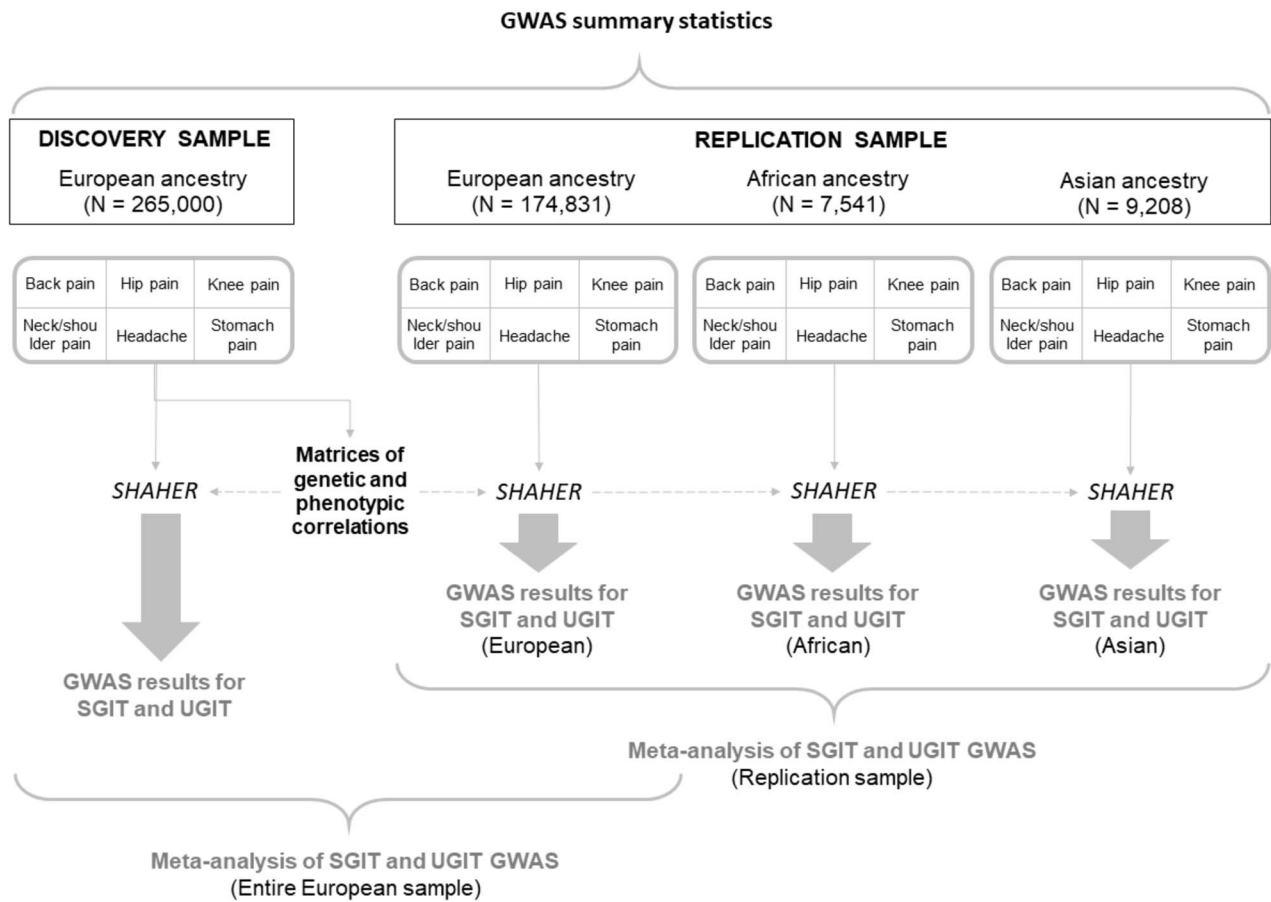 GWAS summary statistics
DISCOVERY SAMPLE
European ancestry
(N = 265,000)
REPLICATION SAMPLE
European ancestry
(N = 174,831)
African ancestry
(N = 7,541)
Asian ancestry
(N = 9,208)
Back pain
Hip pain
Knee pain
Neck/shou
lder pain
Headache
Stomach
pain
Back pain
Hip pain
Knee pain
Neck/shou
lder pain
Headache
Stomach
pain
Back pain
Hip pain
Knee pain
Neck/shou
lder pain
Headache
Stomach
pain
Back pain
Hip pain
Knee pain
Neck/shou
lder pain
Headache
Stomach
pain
SHAHER
Matrices of
genetic and
phenotypic
correlations
SHAHER
SHAHER
SHAHER
GWAS results for
SGIT and UGIT
GWAS results for
SGIT and UGIT
(European)
GWAS results for
SGIT and UGIT
(African)
GWAS results for
SGIT and UGIT
(Asian)
Meta-analysis of SGIT and UGIT GWAS
(Replication sample)
Meta-analysis of SGIT and UGIT GWAS
(Entire European sample)